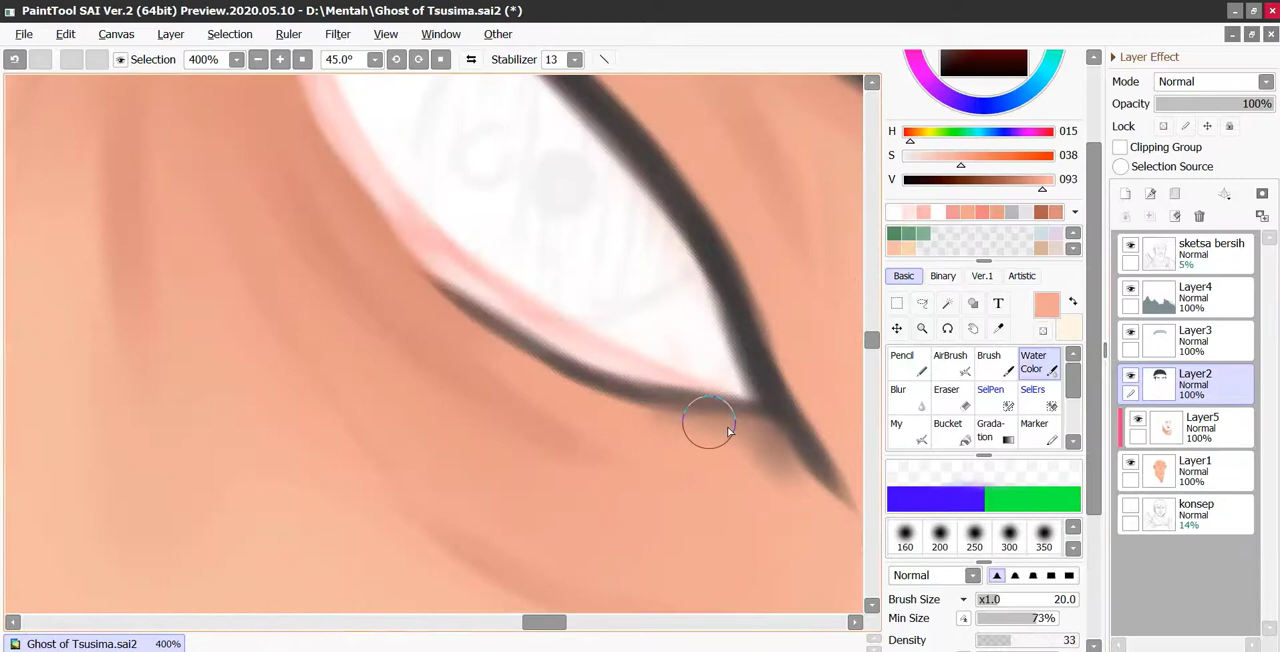 PaintTool SAI Ver.2 (64bit) Preview.2020.05.10 - D:\Mentah\Ghost of Tsusima.sai2 (*)
File Edit Canvas Layer Selection Ruler Filter View Window Other
Selection 400% 45.0° Stabilizer 13
Layer Effect
Mode Normal
Opacity 100%
Lock
Clipping Group
Selection Source
H 015
S 038
V 093
Basic Binary Ver.1 Artistic
T
Pencil AirBrush Brush Water Color
Blur Eraser SelPen SelErs
My Bucket Grada-tion Marker
160 200 250 300 350
Normal
Brush Size x1.0 20.0
Min Size 73%
Density 33
sketsa bersih
Normal
5%
Layer4
Normal
100%
Layer3
Normal
100%
Layer2
Normal
100%
Layer5
Normal
100%
Layer1
Normal
100%
konsep
Normal
14%
Ghost of Tsusima.sai2 400%